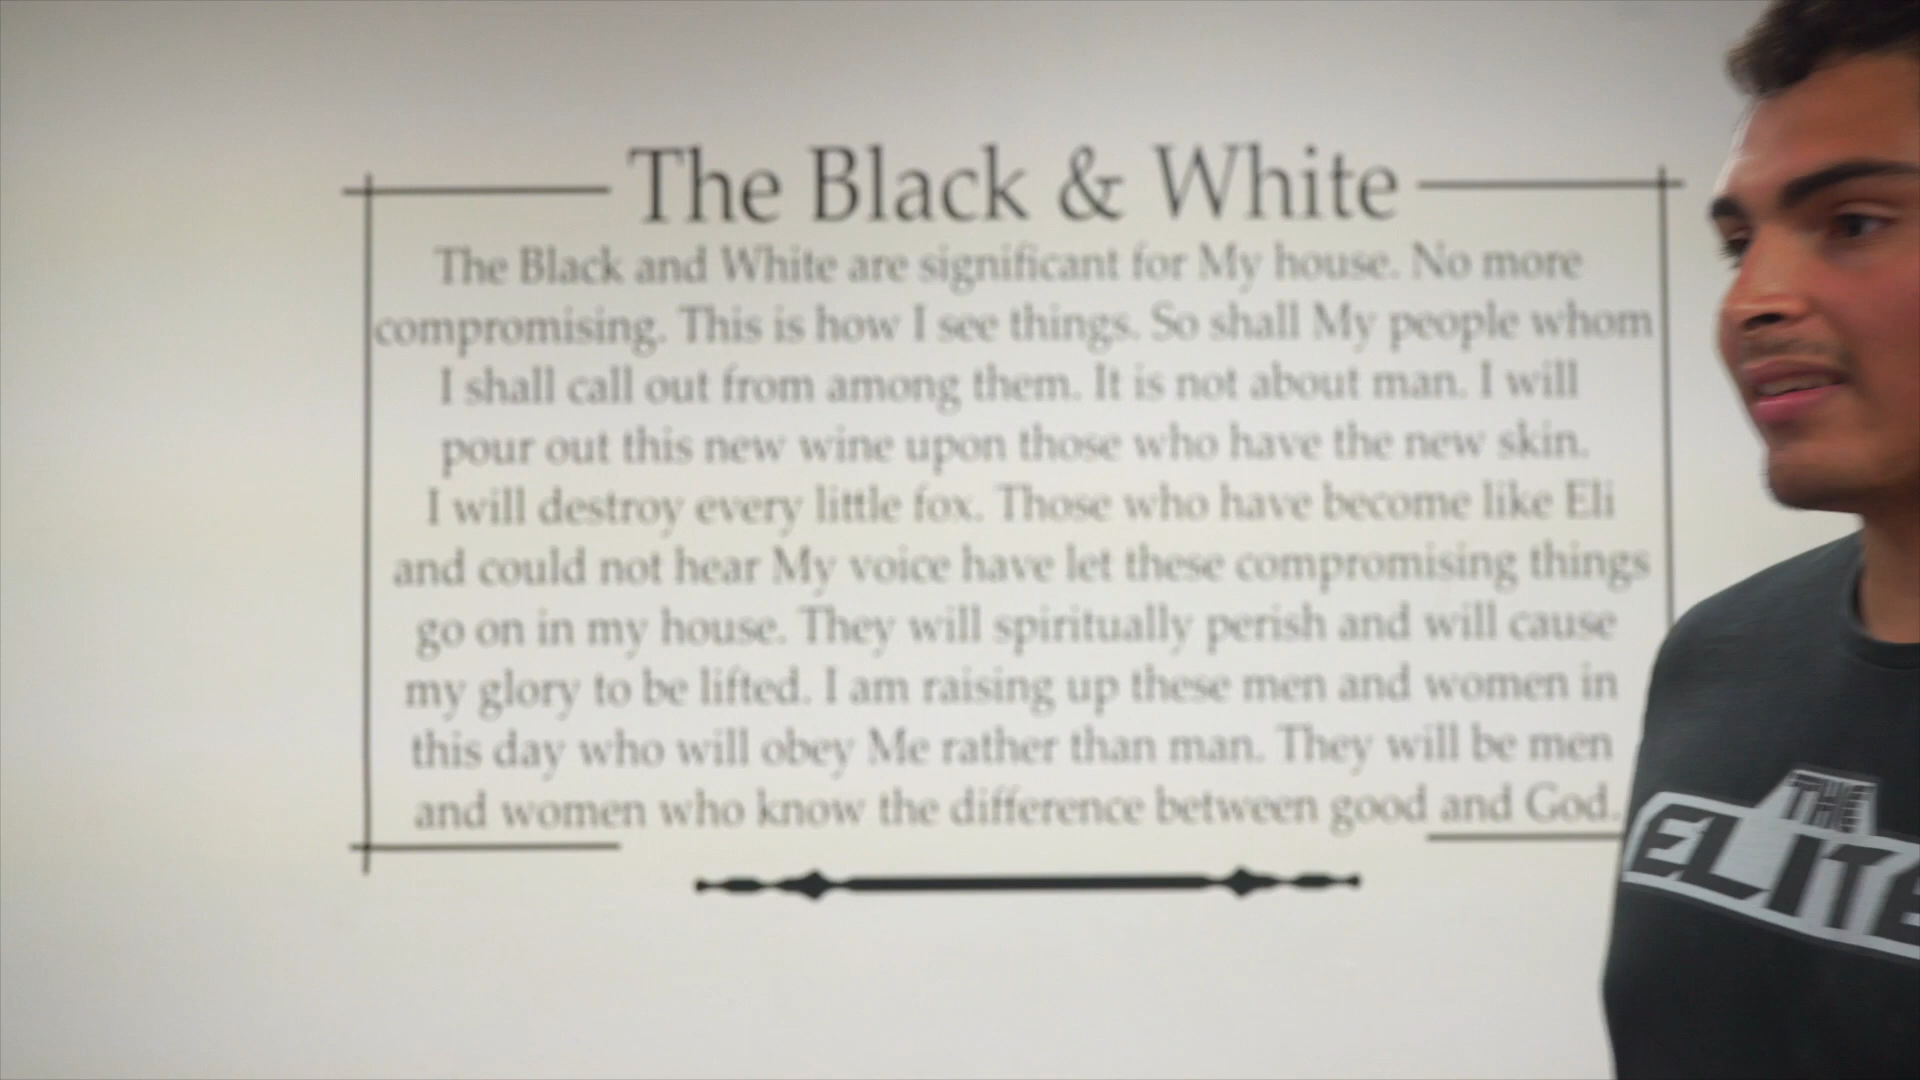 The Black & White
The Black and White are significant for My house. No more
compromising. This is how I see things. So shall My people whom
I shall call out from among them. It is not about man. I will
pour out this new wine upon those who have the new skin.
I will destroy every little fox. Those who have become like Eli
and could not hear My voice have let these compromising things
go on in my house. They will spiritually perish and will cause
my glory to be lifted. I am raising up these men and women in
this day who will obey Me rather than man. They will be men
and women who know the difference between good and God.
THE
ELITE